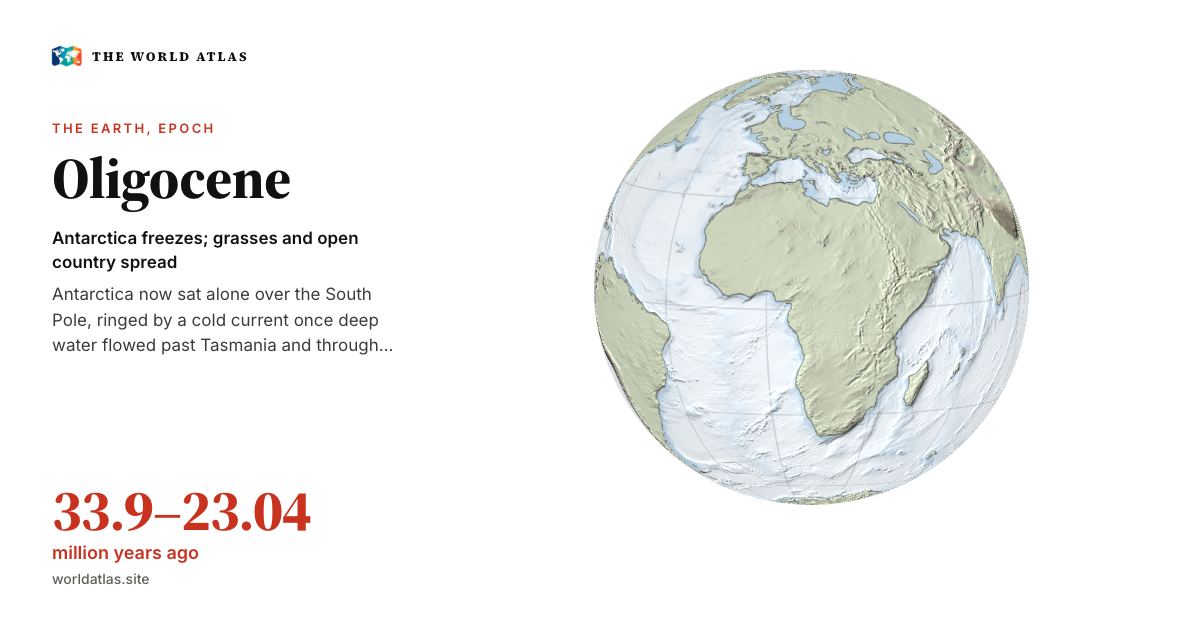 THE WORLD ATLAS
THE EARTH, EPOCH
Oligocene
Antarctica freezes; grasses and open
country spread
Antarctica now sat alone over the South
Pole, ringed by a cold current once deep
water flowed past Tasmania and through…
33.9–23.04
million years ago
worldatlas.site